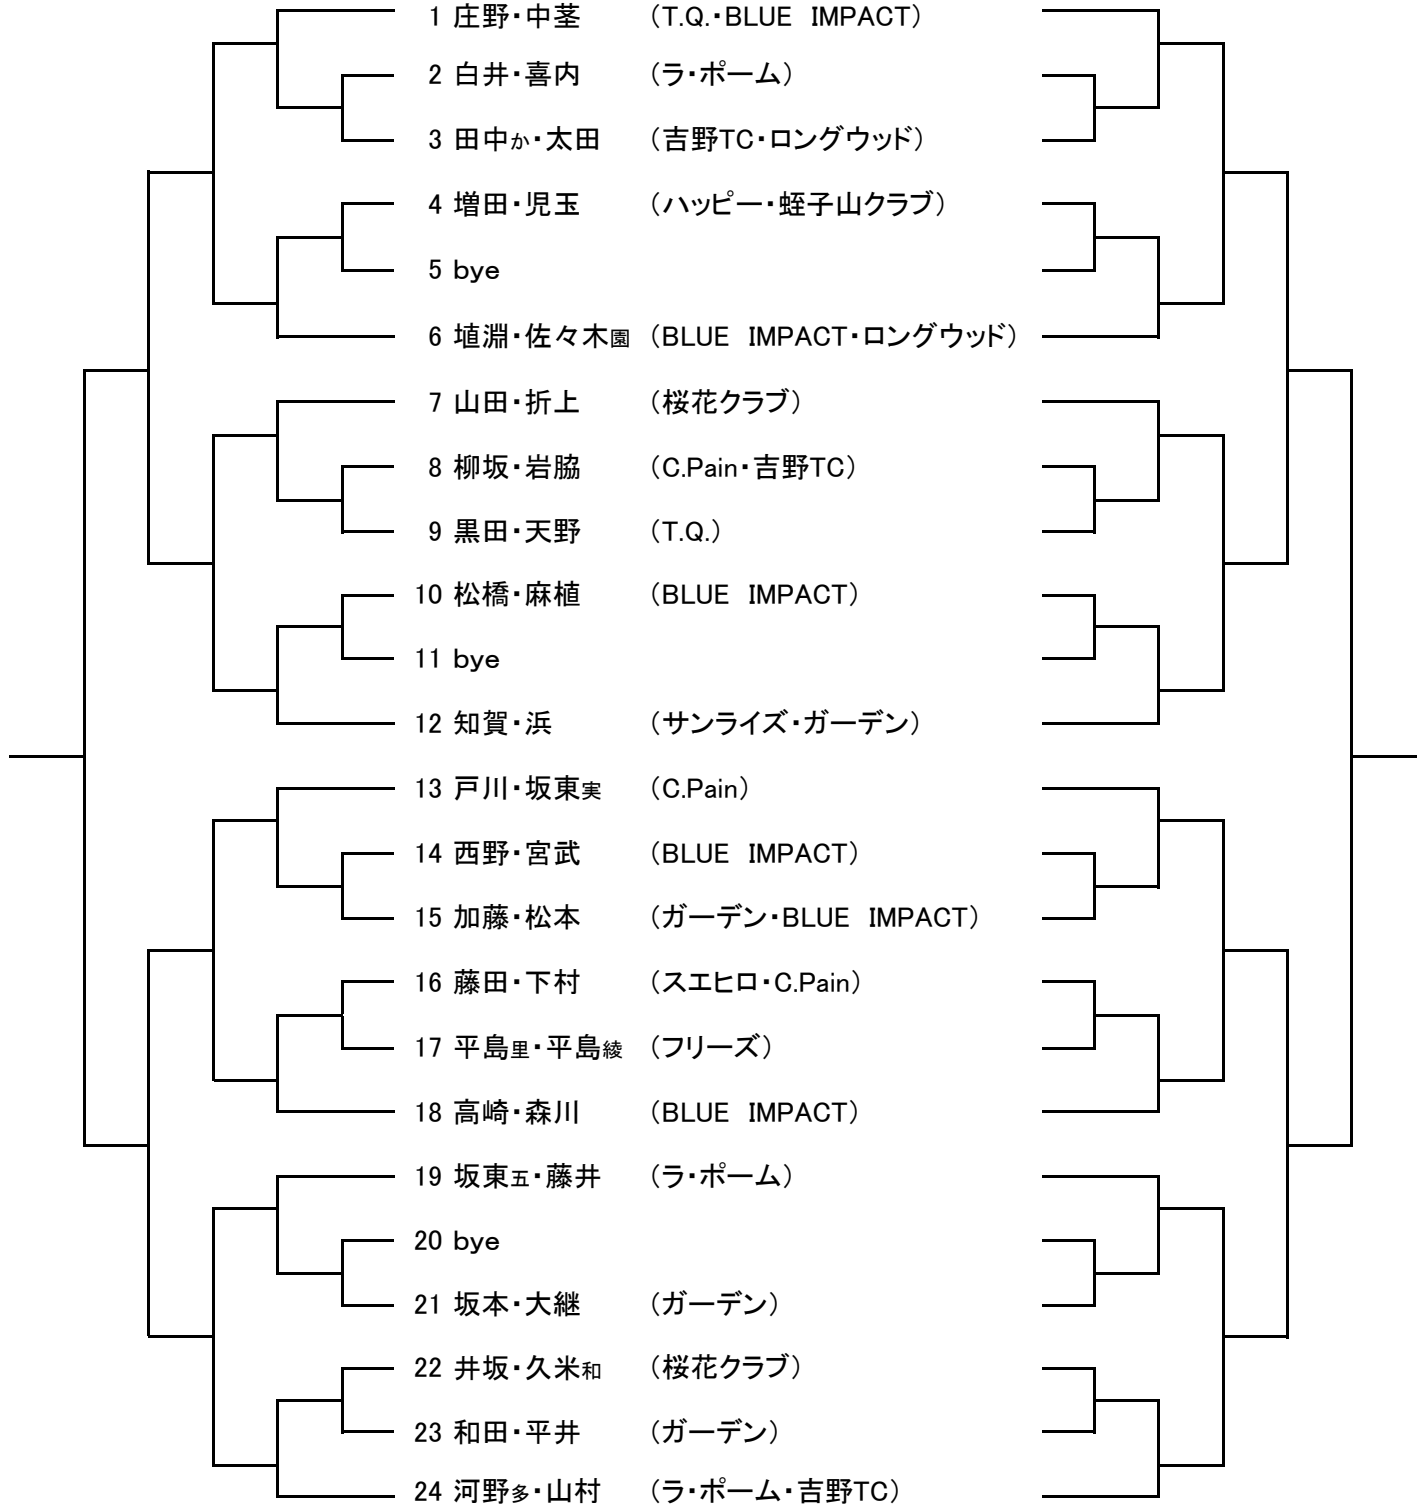 1 庄野・中茎 (T.Q.・BLUE IMPACT)
2 白井・喜内 (ラ・ポーム)
3 田中か・太田 (吉野TC・ロングウッド)
4 増田・児玉 (ハッピー・蛭子山クラブ)
5 bye
6 埴淵・佐々木園 (BLUE IMPACT・ロングウッド)
7 山田・折上 (桜花クラブ)
8 柳坂・岩脇 (C.Pain・吉野TC)
9 黒田・天野 (T.Q.)
10 松橋・麻植 (BLUE IMPACT)
11 bye
12 知賀・浜 (サンライズ・ガーデン)
13 戸川・坂東実 (C.Pain)
14 西野・宮武 (BLUE IMPACT)
15 加藤・松本 (ガーデン・BLUE IMPACT)
16 藤田・下村 (スエヒロ・C.Pain)
17 平島里・平島綾 (フリーズ)
18 高崎・森川 (BLUE IMPACT)
19 坂東五・藤井 (ラ・ポーム)
20 bye
21 坂本・大継 (ガーデン)
22 井坂・久米和 (桜花クラブ)
23 和田・平井 (ガーデン)
24 河野多・山村 (ラ・ポーム・吉野TC)